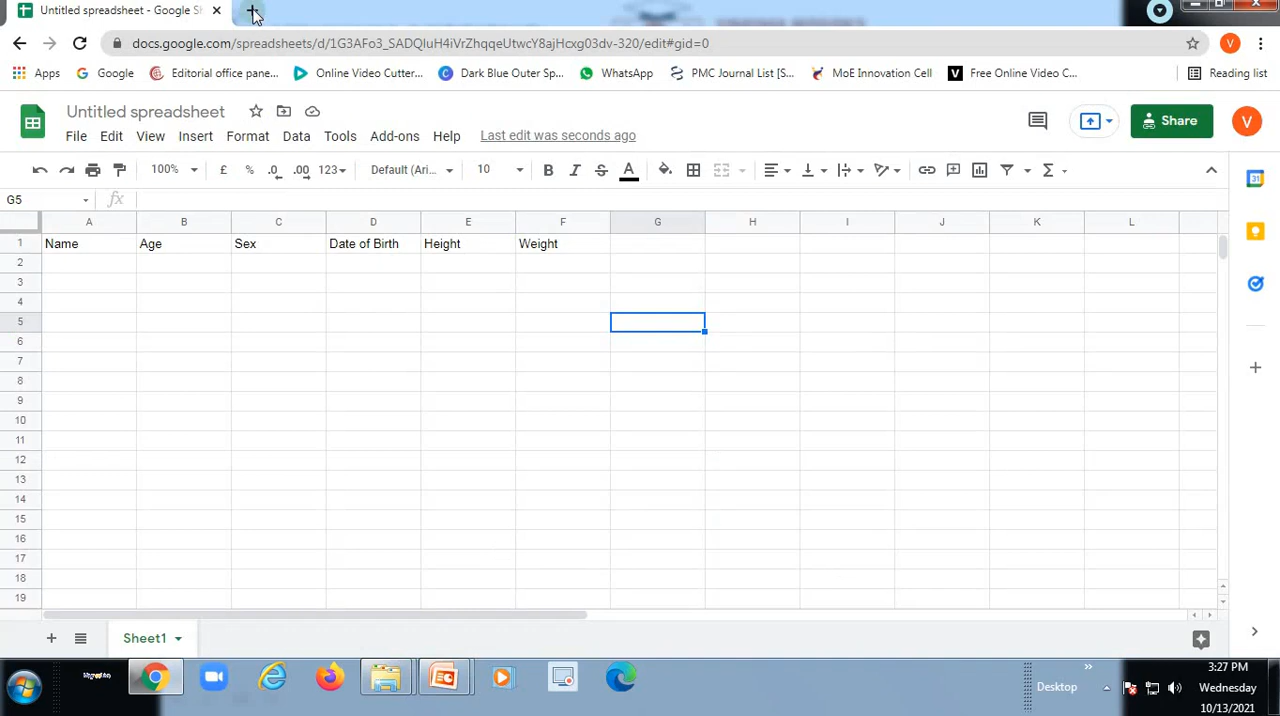 Untitled spreadsheet - Google Sh
docs.google.com/spreadsheets/d/1G3AFo3_SADQIuH4iVrZhqqeUtwcY8ajHcxg03dv-320/edit#gid=0
V
Apps Google Editorial office pane... Online Video Cutter... Dark Blue Outer Sp... WhatsApp PMC Journal List [S... MoE Innovation Cell Free Online Video C... Reading list
Untitled spreadsheet
File Edit View Insert Format Data Tools Add-ons Help Last edit was seconds ago
Share
V
100% £ % .0 .00 123 Default (Ari... 10 B I S A Σ
G5 fx
A B C D E F G H I J K L
1 Name Age Sex Date of Birth Height Weight
2
3
4
5
6
7
8
9
10
11
12
13
14
15
16
17
18
19
Sheet1
Desktop
3:27 PM
Wednesday
10/13/2021